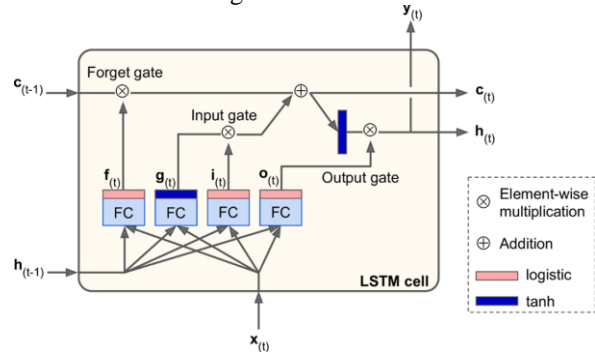 y(t)
Forget gate
c(t-1)
c(t)
Input gate
h(t)
f(t)
g(t)
i(t)
o(t)
Output gate
FC
FC
FC
FC
h(t-1)
LSTM cell
x(t)
Element-wise
multiplication
Addition
logistic
tanh